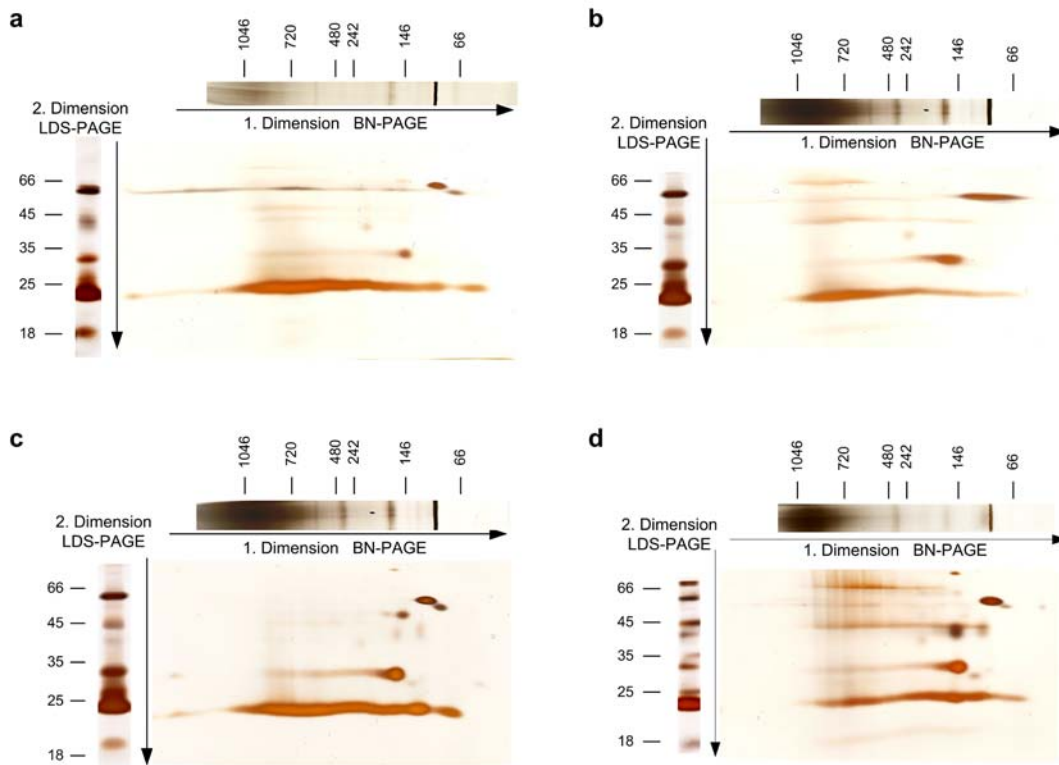 a
1046 720 480 242 146 66
2. Dimension
LDS-PAGE
1. Dimension BN-PAGE
66
45
35
25
18
b
1046 720 480 242 146 66
2. Dimension
LDS-PAGE
1. Dimension BN-PAGE
66
45
35
25
18
c
1046 720 480 242 146 66
2. Dimension
LDS-PAGE
1. Dimension BN-PAGE
66
45
35
25
18
d
1046 720 480 242 146 66
2. Dimension
LDS-PAGE
1. Dimension BN-PAGE
66
45
35
25
18